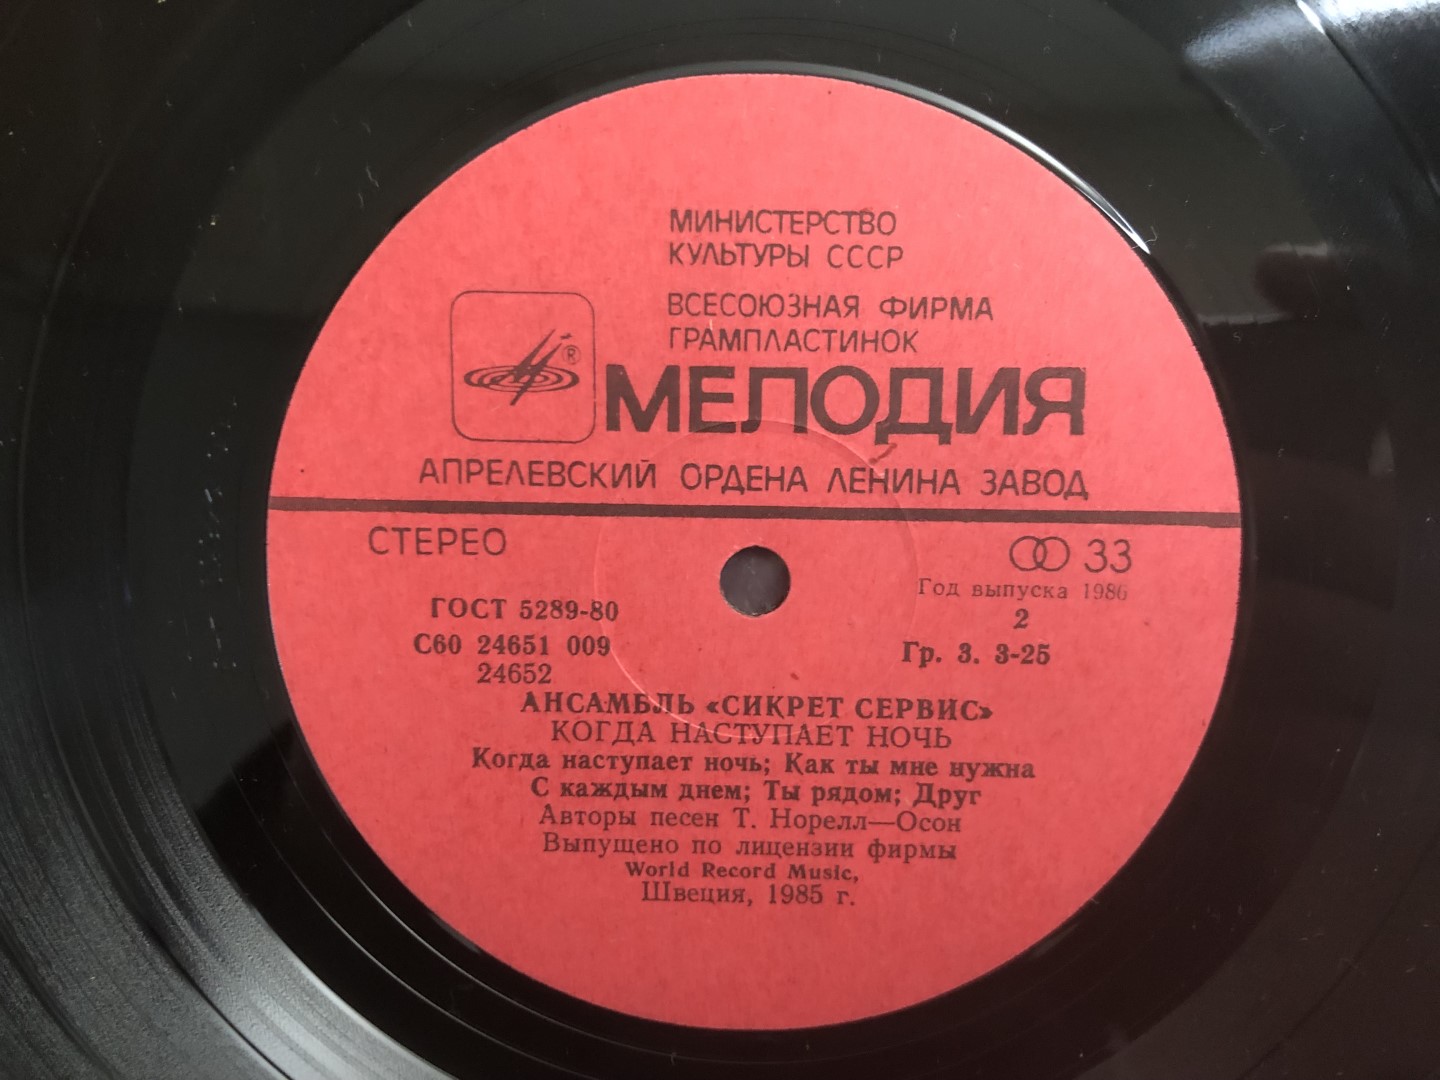 МИНИСТЕРСТВО
КУЛЬТУРЫ СССР
ВСЕСОЮЗНАЯ ФИРМА
ГРАМПЛАСТИНОК
®
МЕЛОДИЯ
АПРЕЛЕВСКИЙ ОРДЕНА ЛЕНИНА ЗАВОД
СТЕРЕО
33
Год выпуска 1986
ГОСТ 5289-80
2
С60 24651 009
Гр. 3. 3-25
24652
АНСАМБЛЬ «СИКРЕТ СЕРВИС»
КОГДА НАСТУПАЕТ НОЧЬ
Когда наступает ночь; Как ты мне нужна
С каждым днем; Ты рядом; Друг
Авторы песен Т. Норелл—Осон
Выпущено по лицензии фирмы
World Record Music,
Швеция, 1985 г.